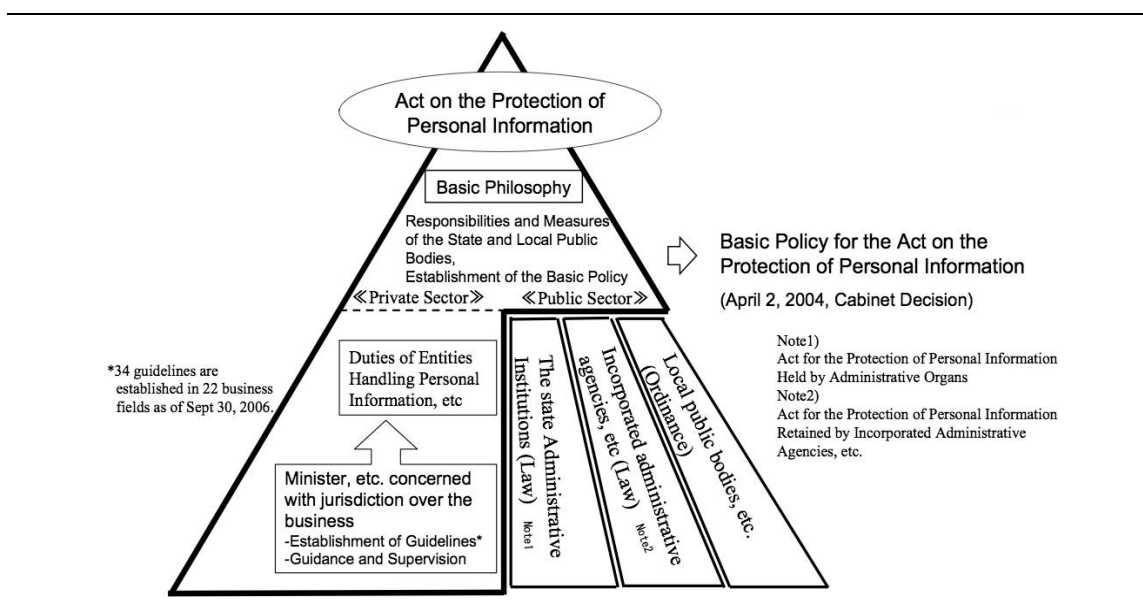 Act on the Protection of
Personal Information
Basic Philosophy
Responsibilities and Measures
of the State and Local Public
Bodies,
Establishment of the Basic Policy
≪Private Sector≫ ≪Public Sector≫
Basic Policy for the Act on the
Protection of Personal Information
(April 2, 2004, Cabinet Decision)
*34 guidelines are
established in 22 business
fields as of Sept 30, 2006.
Duties of Entities
Handling Personal
Information, etc
Minister, etc. concerned
with jurisdiction over the
business
-Establishment of Guidelines*
-Guidance and Supervision
The state Administrative
Institutions (Law) Note1
Incorporated administrative
agencies, etc (Law) Note2
Local public bodies, etc.
(Ordinance)
Note1)
Act for the Protection of Personal Information
Held by Administrative Organs
Note2)
Act for the Protection of Personal Information
Retained by Incorporated Administrative
Agencies, etc.